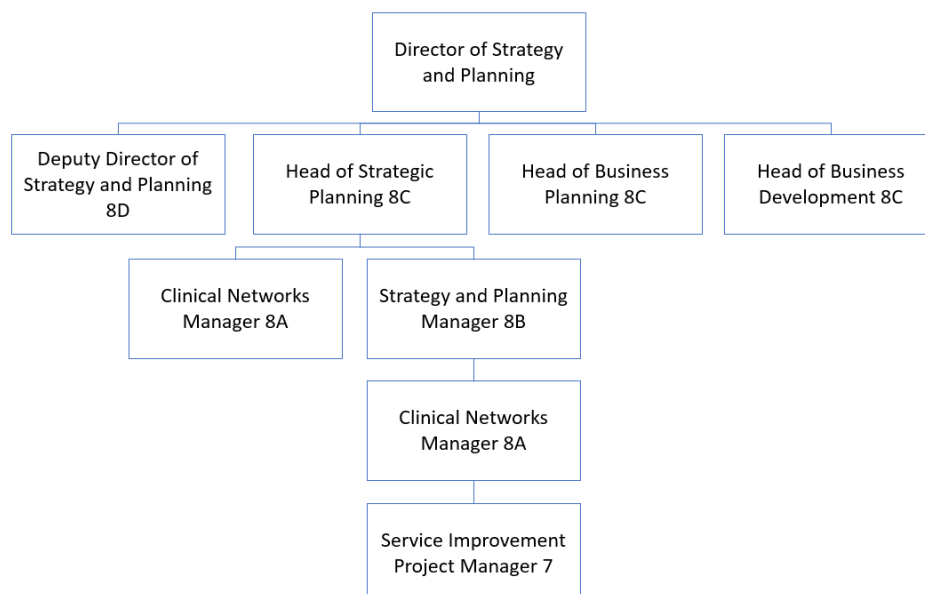 Director of Strategy
and Planning
Deputy Director of
Strategy and Planning
8D
Head of Strategic
Planning 8C
Head of Business
Planning 8C
Head of Business
Development 8C
Clinical Networks
Manager 8A
Strategy and Planning
Manager 8B
Clinical Networks
Manager 8A
Service Improvement
Project Manager 7